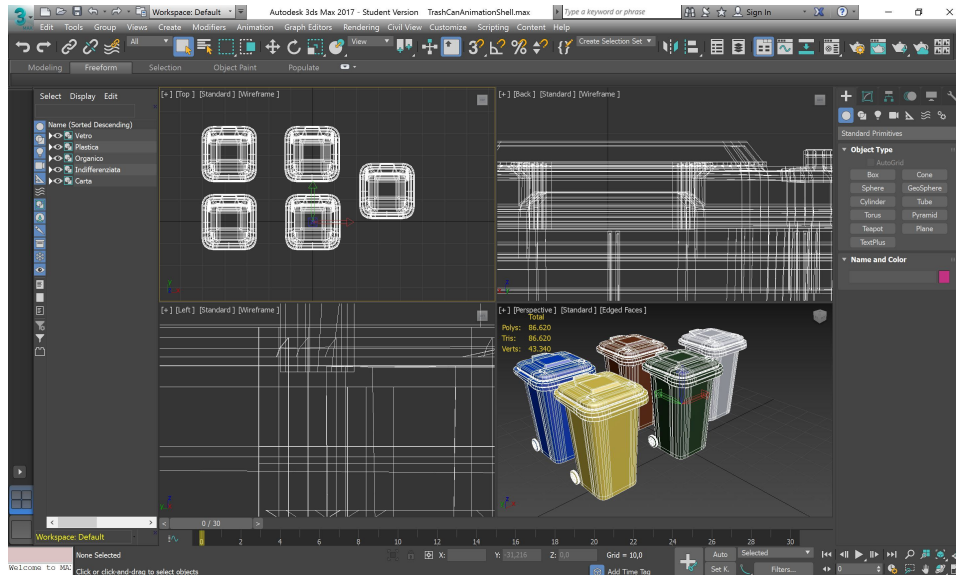 3 Workspace: Default Autodesk 3ds Max 2017 - Student Version TrashCanAnimationShell.max Type a keyword or phrase Sign In
Edit Tools Group Views Create Modifiers Animation Graph Editors Rendering Civil View Customize Scripting Content Help
All View Create Selection Set
Modeling Freeform Selection Object Paint Populate
Select Display Edit
Name (Sorted Descending)
Vetro
Plastica
Organico
Indifferenziata
Carta
[+] [Top] [Standard] [Wireframe]
[+] [Back] [Standard] [Wireframe]
[+] [Left] [Standard] [Wireframe]
[+] [Perspective] [Standard] [Edged Faces]
Total
Polys: 86.620
Tris: 86.620
Verts: 43.340
Standard Primitives
Object Type
AutoGrid
Box Cone
Sphere GeoSphere
Cylinder Tube
Torus Pyramid
Teapot Plane
TextPlus
Name and Color
0 / 30
Workspace: Default
0 2 4 6 8 10 12 14 16 18 20 22 24 26 28 30
None Selected X: Y: -31,216 Z: 0,0 Grid = 10,0 Auto Selected
Welcome to MA Click or click-and-drag to select objects Add Time Tag Set K. Filters... 0